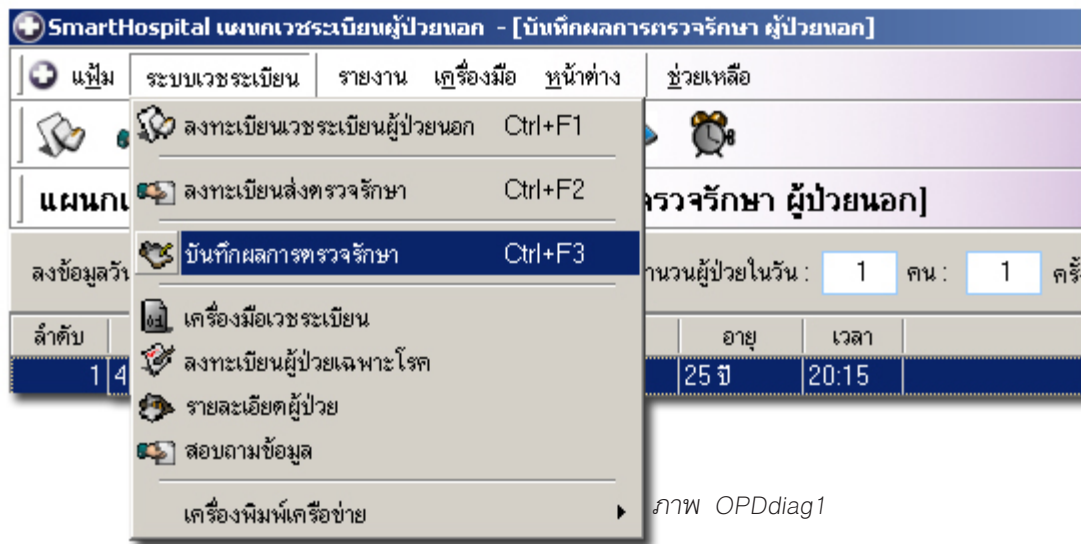 SmartHospital แผนกเวชระเบียนผู้ป่วยนอก - [บันทึกผลการตรวจรักษา ผู้ป่วยนอก]
แฟ้ม ระบบเวชระเบียน รายงาน เครื่องมือ หน้าต่าง ช่วยเหลือ
ลงทะเบียนเวชระเบียนผู้ป่วยนอก Ctrl+F1
ลงทะเบียนส่งตรวจรักษา Ctrl+F2
ตรวจรักษา ผู้ป่วยนอก]
บันทึกผลการตรวจรักษา Ctrl+F3
ลงข้อมูลวัน ผู้ป่วยในวัน : 1 คน : 1
เครื่องมือเวชระเบียน
ลำดับ อายุ เวลา
ลงทะเบียนผู้ป่วยเฉพาะโรค
1 4 25 ปี 20:15
รายละเอียดผู้ป่วย
สอบถามข้อมูล
เครื่องพิมพ์เครือข่าย
ภาพ OPDdiag1